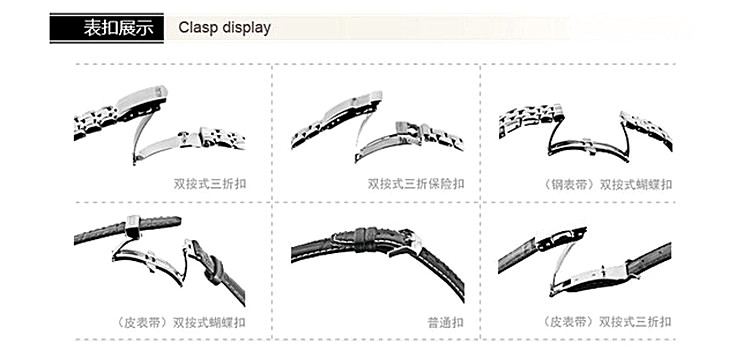 表扣展示 Clasp display
双按式三折扣
双按式三折保险扣
（钢表带）双按式蝴蝶扣
（皮表带）双按式蝴蝶扣
普通扣
（皮表带）双按式三折扣